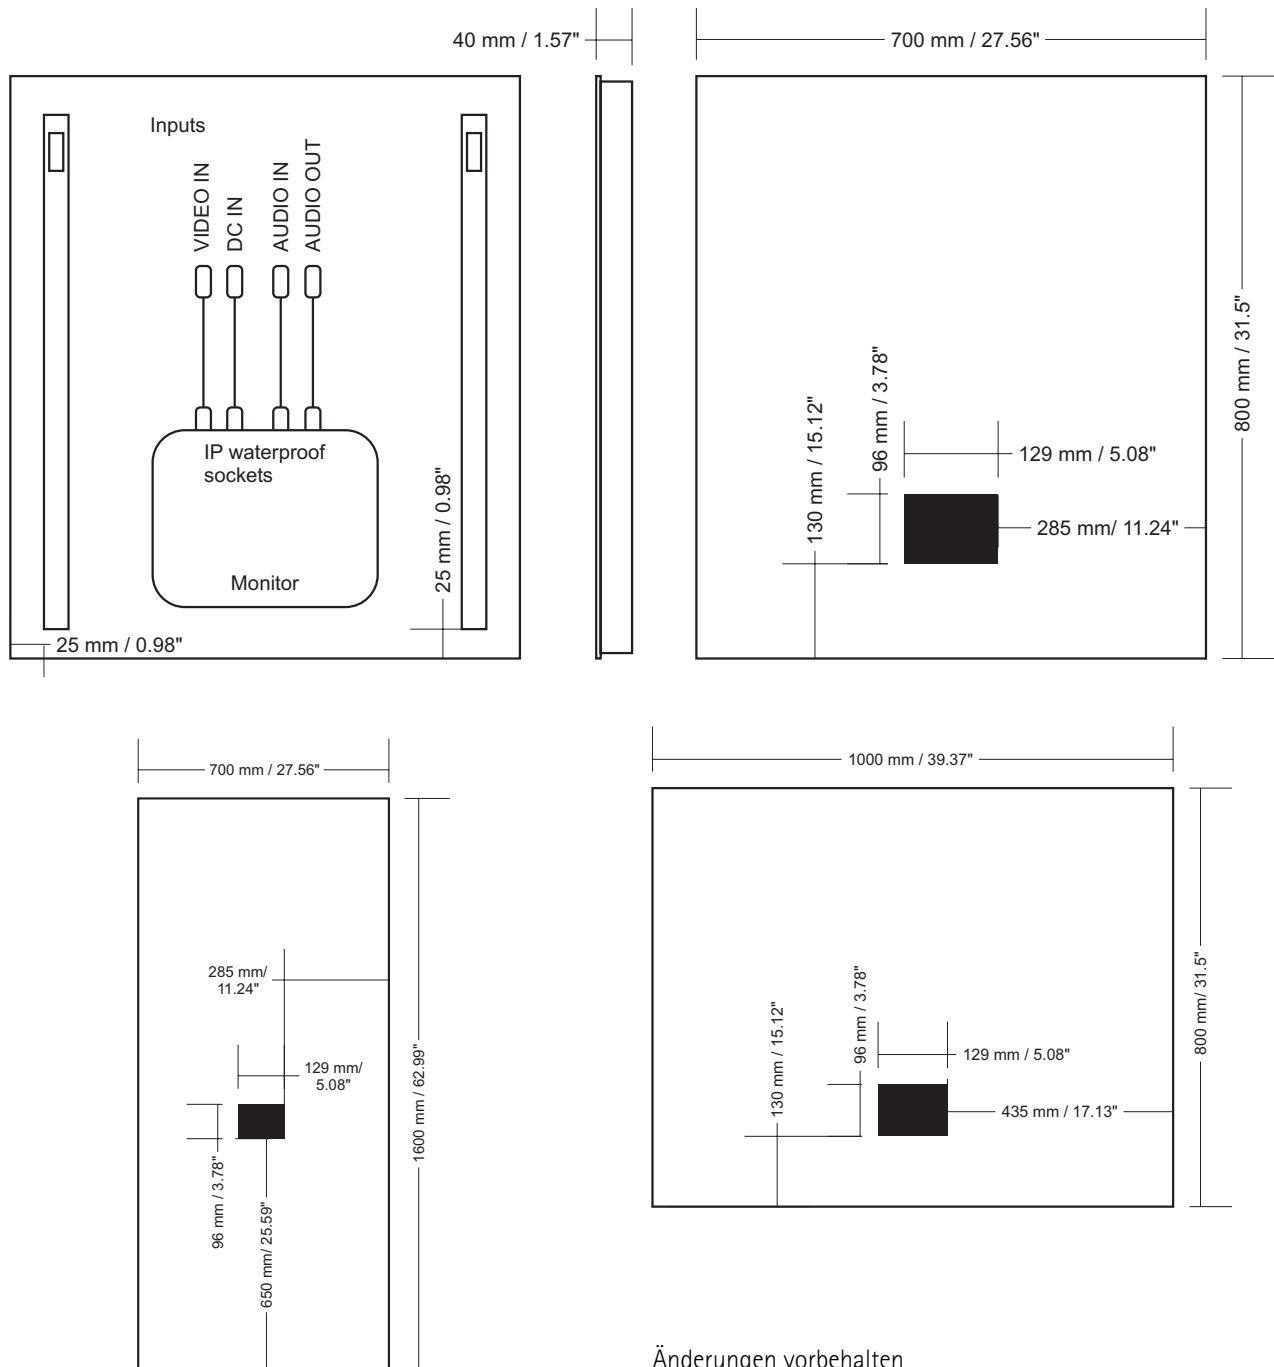 40 mm / 1.57"
700 mm / 27.56"
Inputs
VIDEO IN
DC IN
AUDIO IN
AUDIO OUT
IP waterproof
sockets
Monitor
25 mm / 0.98"
25 mm / 0.98"
800 mm / 31.5"
96 mm / 3.78"
130 mm / 15.12"
129 mm / 5.08"
285 mm/ 11.24"
700 mm / 27.56"
285 mm/
11.24"
129 mm/
5.08"
96 mm / 3.78"
650 mm/ 25.59"
1600 mm / 62.99"
1000 mm / 39.37"
800 mm/ 31.5"
96 mm / 3.78"
130 mm / 15.12"
129 mm / 5.08"
435 mm / 17.13"
Änderungen vorbehalten